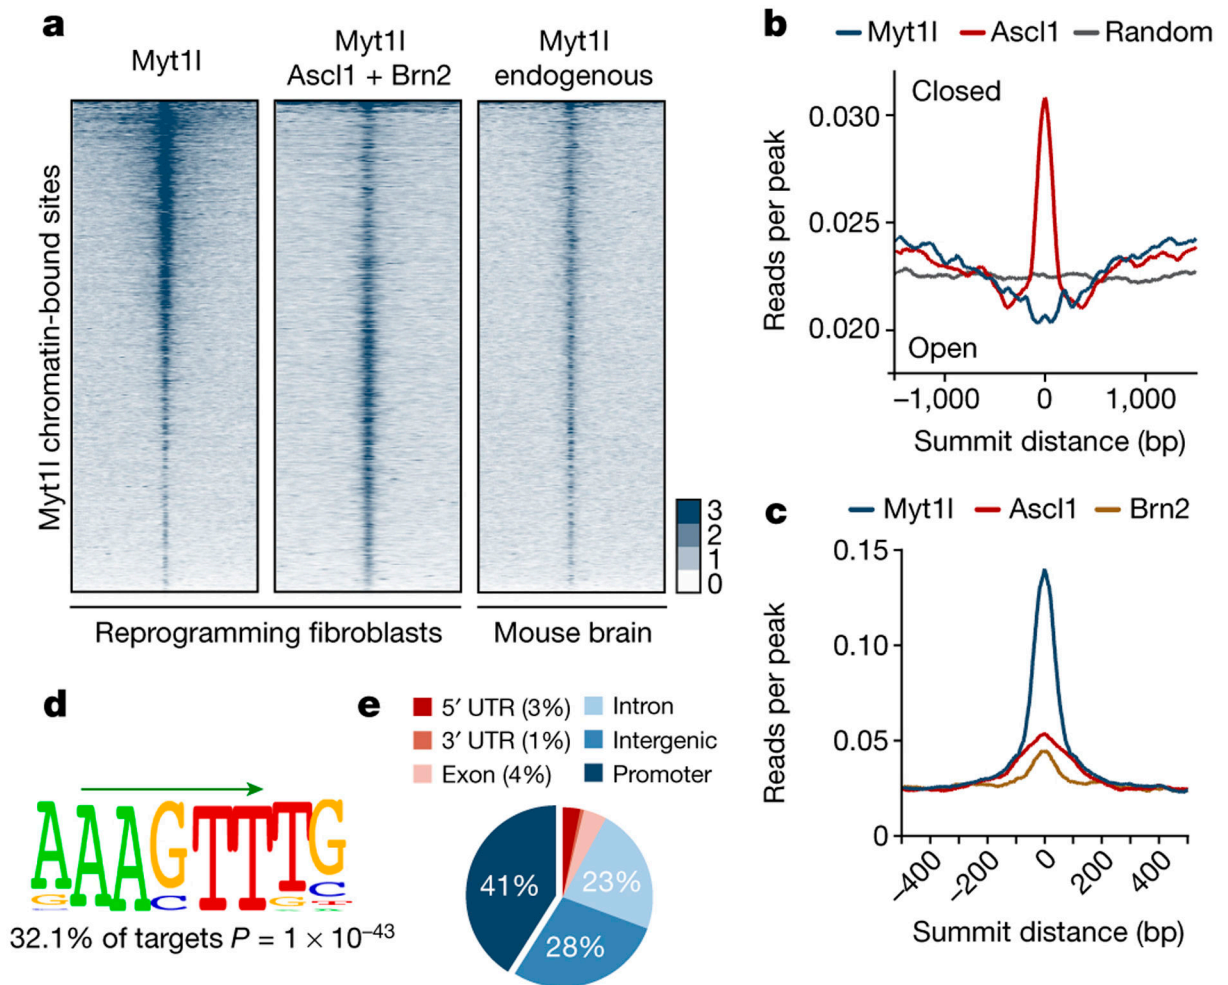 a
Myt1l
Myt1l
Ascl1 + Brn2
Myt1l
endogenous
Myt1l chromatin-bound sites
3
2
1
0
Reprogramming fibroblasts
Mouse brain
b
Myt1l Ascl1 Random
Closed
Open
Reads per peak
0.030
0.025
0.020
–1,000 0 1,000
Summit distance (bp)
c
Myt1l Ascl1 Brn2
Reads per peak
0.15
0.10
0.05
0
–400 –200 0 200 400
Summit distance (bp)
d
AAAGTTTG
32.1% of targets P = 1 × 10–43
e
5′ UTR (3%) Intron
3′ UTR (1%) Intergenic
Exon (4%) Promoter
41% 23%
28%